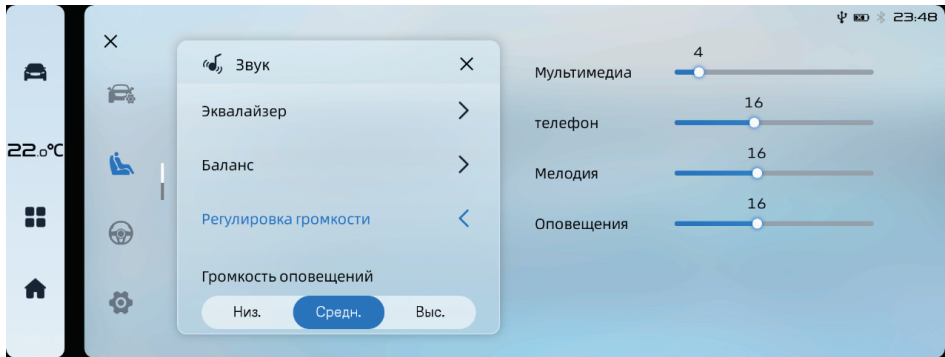 23:48
22.0°C
Звук
Эквалайзер
Баланс
Регулировка громкости
Громкость оповещений
Низ. Средн. Выс.
4
Мультимедиа
16
телефон
16
Мелодия
16
Оповещения